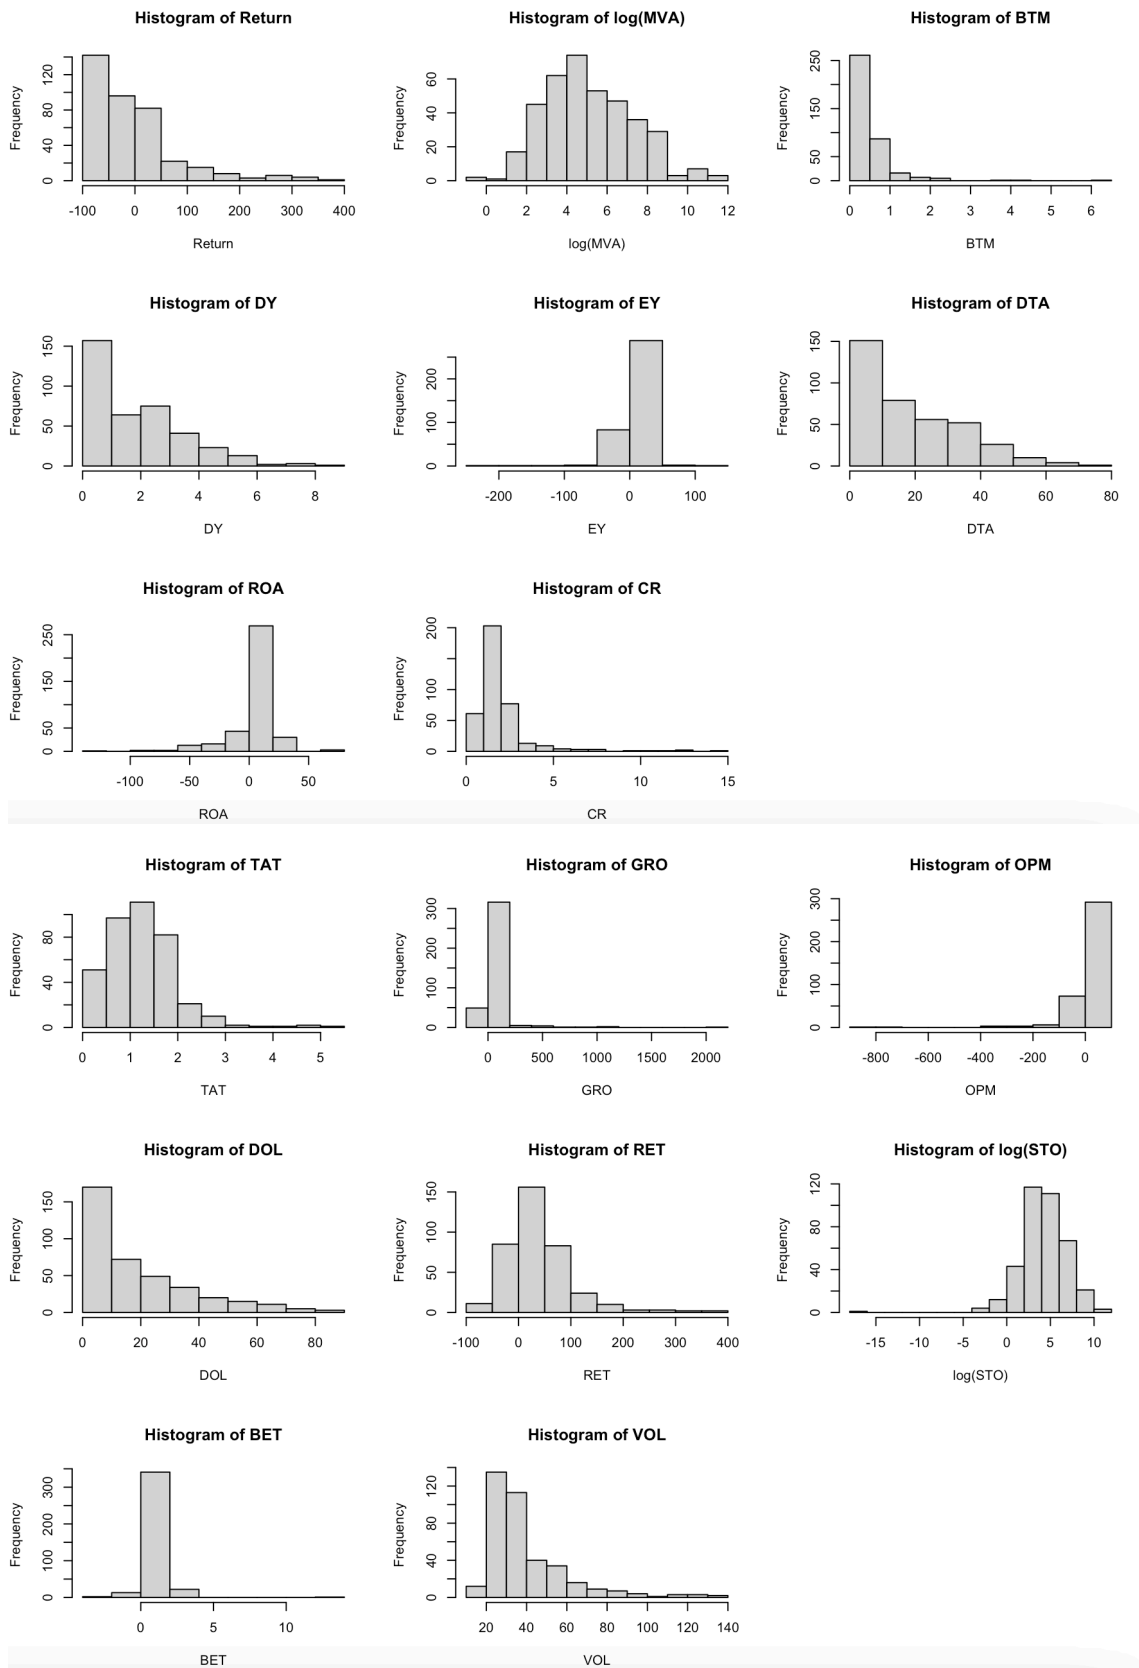 Histogram of Return
Frequency
0 40 80 120
-100 0 100 200 300 400
Return
Histogram of log(MVA)
Frequency
0 20 40 60
0 2 4 6 8 10 12
log(MVA)
Histogram of BTM
Frequency
0 50 150 250
0 1 2 3 4 5 6
BTM
Histogram of DY
Frequency
0 50 100 150
0 2 4 6 8
DY
Histogram of EY
Frequency
0 100 200
-200 -100 0 100
EY
Histogram of DTA
Frequency
0 50 100 150
0 20 40 60 80
DTA
Histogram of ROA
Frequency
0 50 150 250
-100 -50 0 50
ROA
Histogram of CR
Frequency
0 50 100 200
0 5 10 15
CR
Histogram of TAT
Frequency
0 40 80
0 1 2 3 4 5
TAT
Histogram of GRO
Frequency
0 100 200 300
0 500 1000 1500 2000
GRO
Histogram of OPM
Frequency
0 100 200 300
-800 -600 -400 -200 0
OPM
Histogram of DOL
Frequency
0 50 100 150
0 20 40 60 80
DOL
Histogram of RET
Frequency
0 50 100 150
-100 0 100 200 300 400
RET
Histogram of log(STO)
Frequency
0 40 80 120
-15 -10 -5 0 5 10
log(STO)
Histogram of BET
Frequency
0 100 200 300
0 5 10
BET
Histogram of VOL
Frequency
0 40 80 120
20 40 60 80 100 120 140
VOL